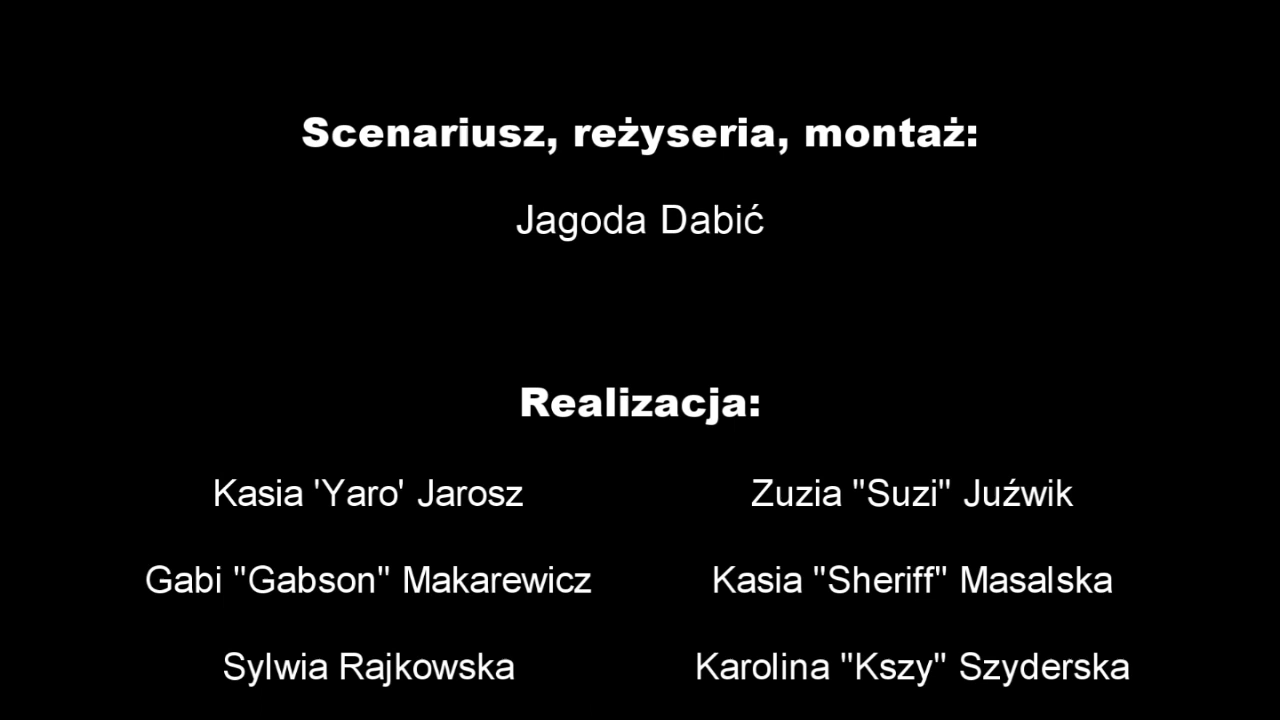 Scenariusz, reżyseria, montaż:
Jagoda Dabić
Realizacja:
Kasia 'Yaro' Jarosz
Zuzia "Suzi" Juźwik
Gabi "Gabson" Makarewicz
Kasia "Sheriff" Masalska
Sylwia Rajkowska
Karolina "Kszy" Szyderska